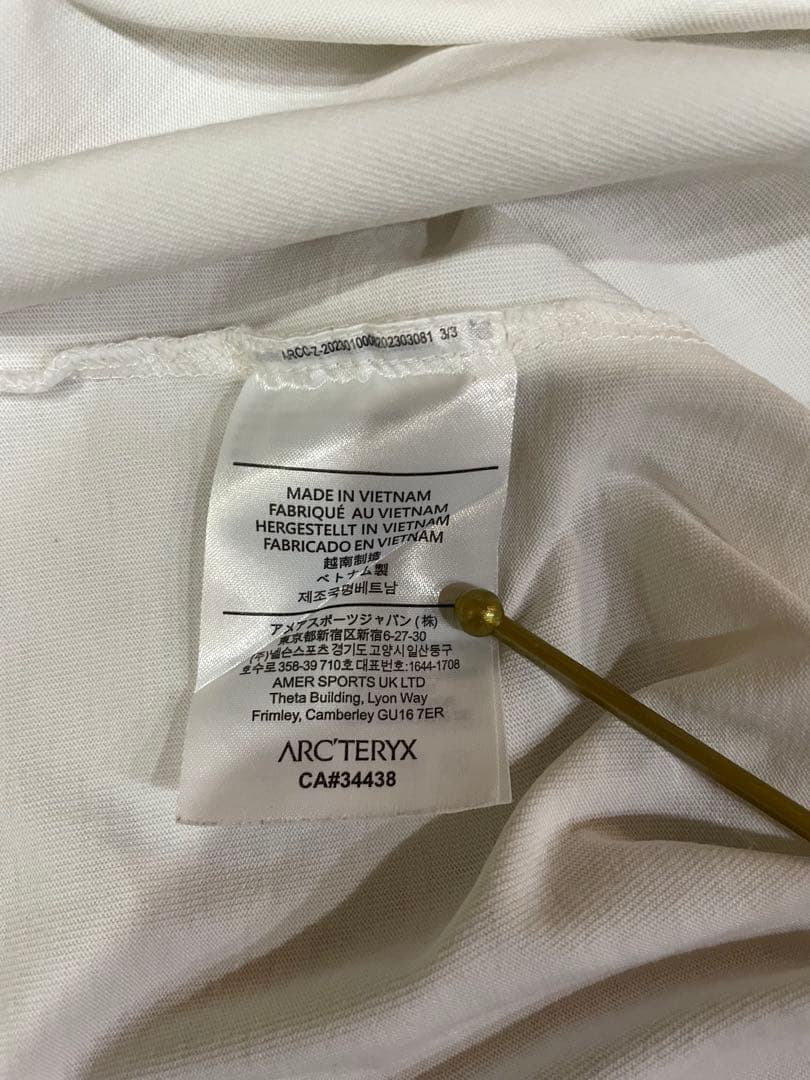 ARCC-Z-2023010008202303081 3/3
MADE IN VIETNAM
FABRIQUÉ AU VIETNAM
HERGESTELLT IN VIETNAM
FABRICADO EN VIETNAM
越南制造
ベトナム製
제조국명베트남
アメアスポーツジャパン(株)
東京都新宿区新宿6-27-30
(주)넬슨스포츠 경기도 고양시 일산동구
호수로 358-39 710호 대표번호:1644-1708
AMER SPORTS UK LTD
Theta Building, Lyon Way
Frimley, Camberley GU16 7ER
ARC'TERYX
CA#34438